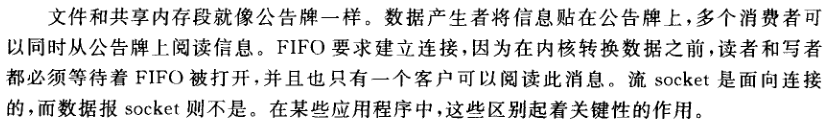 文件和共享内存段就像公告牌一样。数据产生者将信息贴在公告牌上,多个消费者可
以同时从公告牌上阅读信息。FIFO 要求建立连接,因为在内核转换数据之前,读者和写者
都必须等待着 FIFO 被打开,并且也只有一个客户可以阅读此消息。流 socket 是面向连接
的,而数据报 socket 则不是。在某些应用程序中,这些区别起着关键性的作用。